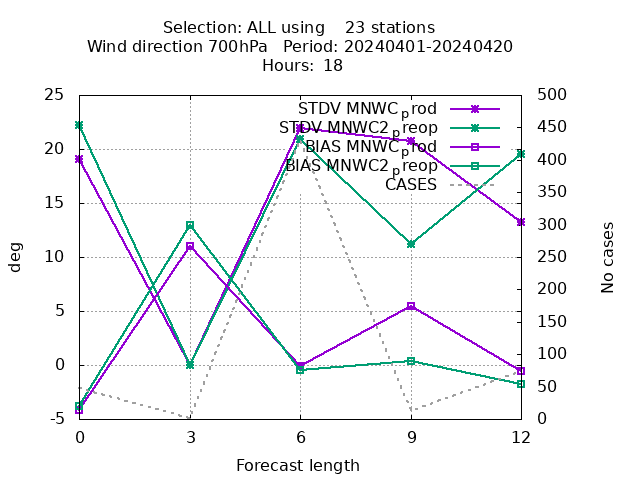 Selection: ALL using    23 stations
Wind direction 700hPa   Period: 20240401-20240420
Hours: 18
STDV MNWC_prod
STDV MNWC2_preop
BIAS MNWC_prod
BIAS MNWC2_preop
CASES
25
20
15
10
5
0
-5
500
450
400
350
300
250
200
150
100
50
0
deg
No cases
0 3 6 9 12
Forecast length